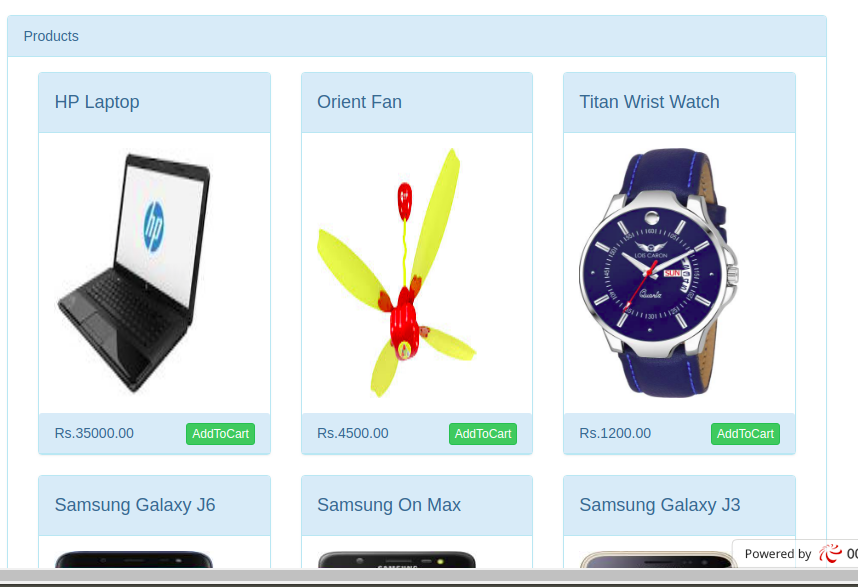 Products
HP Laptop
Orient Fan
Titan Wrist Watch
hp
LOIS CARON
SUN
Quartz
Rs.35000.00
AddToCart
Rs.4500.00
AddToCart
Rs.1200.00
AddToCart
Samsung Galaxy J6
Samsung On Max
Samsung Galaxy J3
SAMSUNG
Powered by